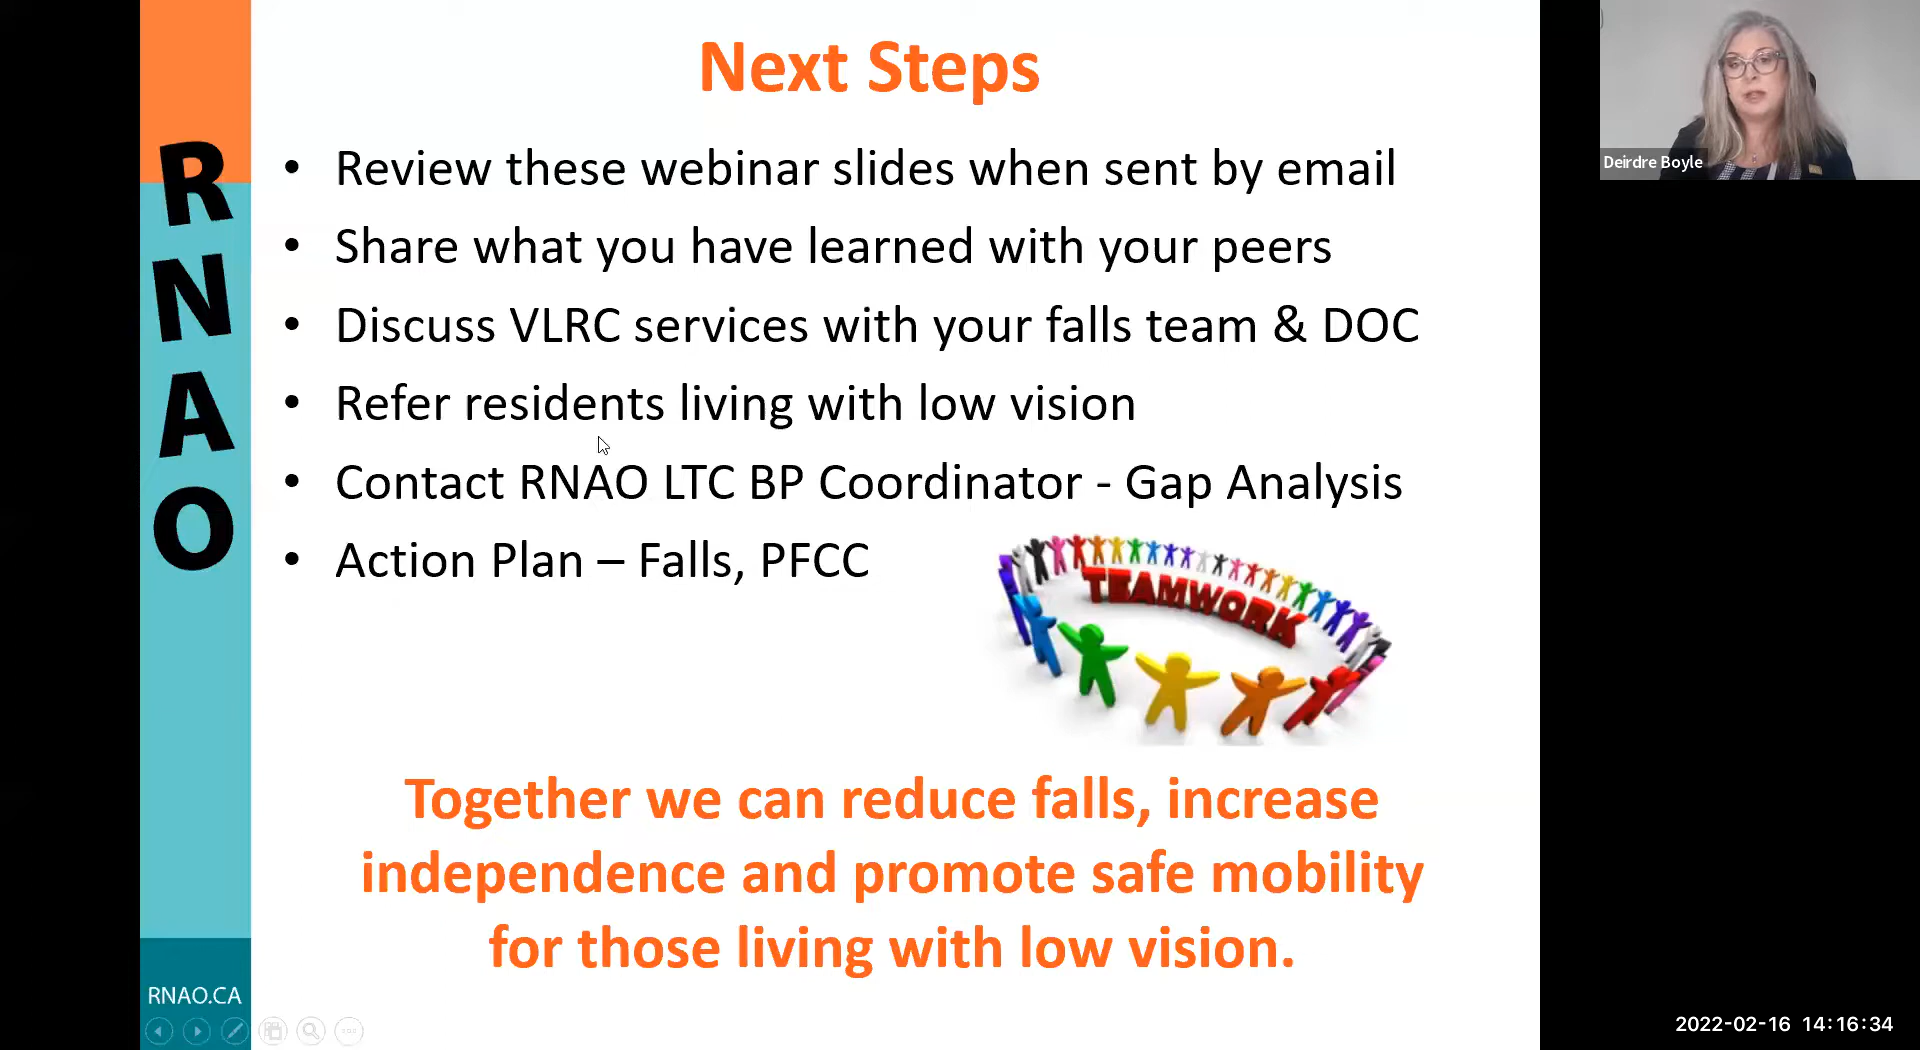 Next Steps
• Review these webinar slides when sent by email
• Share what you have learned with your peers
• Discuss VLRC services with your falls team & DOC
• Refer residents living with low vision
• Contact RNAO LTC BP Coordinator - Gap Analysis
• Action Plan – Falls, PFCC
TEAMWORK
Together we can reduce falls, increase
independence and promote safe mobility
for those living with low vision.
RNAO
RNAO.CA
Deirdre Boyle
2022-02-16 14:16:34